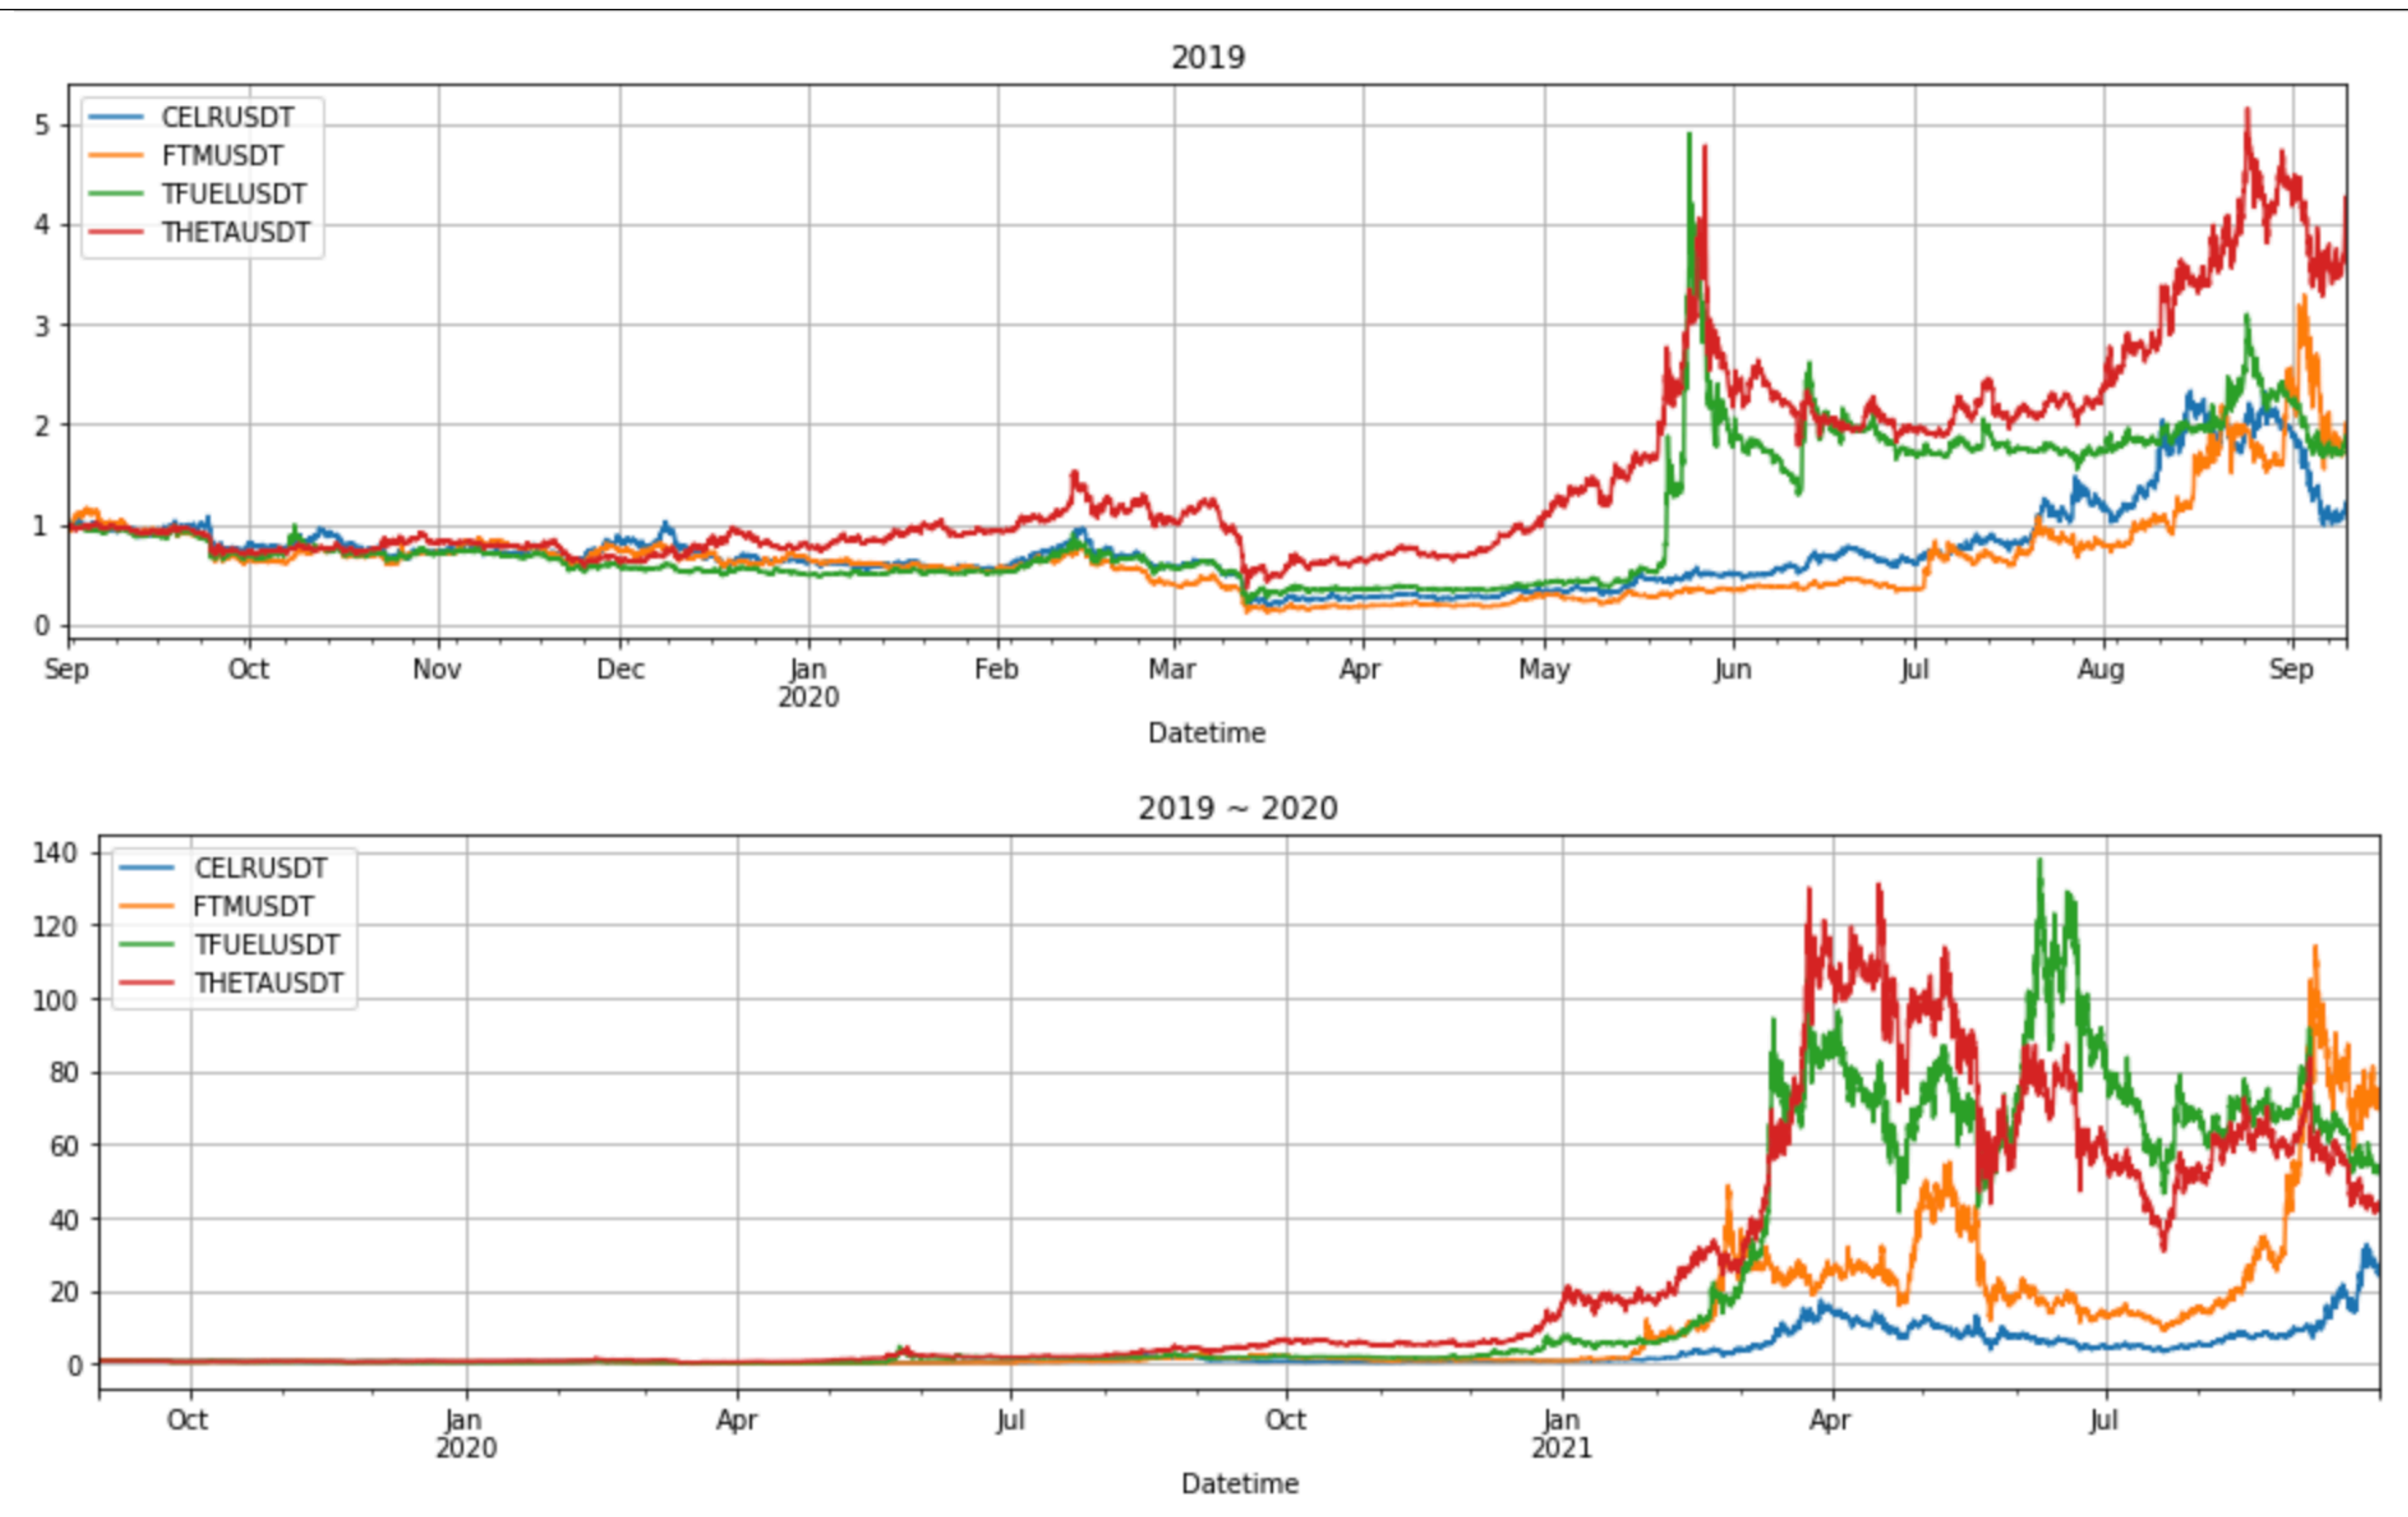 2019
5
4
3
2
1
0
CELRUSDT
FTMUSDT
TFUELUSDT
THETAUSDT
Sep Oct Nov Dec Jan Feb Mar Apr May Jun Jul Aug Sep
2020
Datetime
2019 ~ 2020
140
120
100
80
60
40
20
0
CELRUSDT
FTMUSDT
TFUELUSDT
THETAUSDT
Oct Jan Apr Jul Oct Jan Apr Jul
2020 2021
Datetime